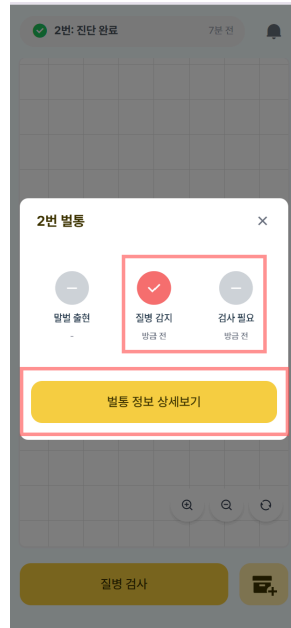 2번: 진단 완료
7분 전
2번 벌통
말벌 출현
질병 감지
검사 필요
-
방금 전
방금 전
벌통 정보 상세보기
질병 검사